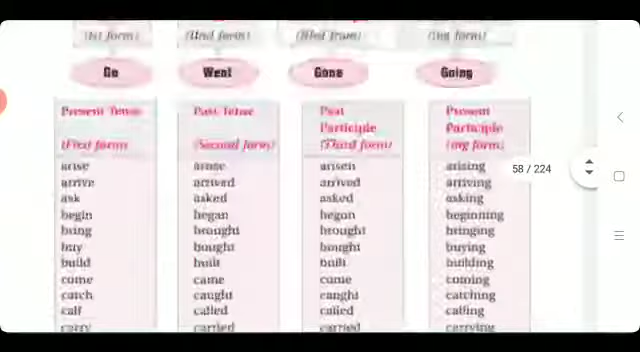 (Ist form) (IInd form) (IIIrd from) (ing form)
Go Went Gone Going
Present Tense Past Tense Past Participle Present Participle
(First form) (Second form) (Third form) (ing form)
arise arose arisen arising
arrive arrived arrived arriving
ask asked asked asking
begin began begun beginning
bring brought brought bringing
buy bought bought buying
build built built building
come came come coming
catch caught caught catching
call called called calling
carry carried carried carrying
58 / 224